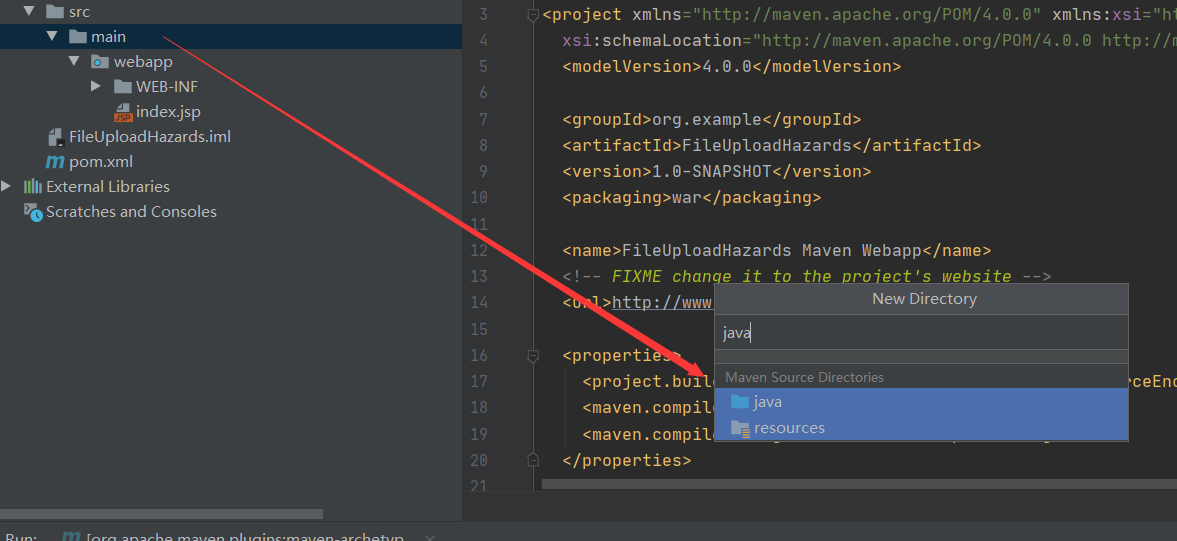 src
main
webapp
WEB-INF
index.jsp
FileUploadHazards.iml
pom.xml
External Libraries
Scratches and Consoles
3 <project xmlns="http://maven.apache.org/POM/4.0.0" xmlns:xsi="ht
4 xsi:schemaLocation="http://maven.apache.org/POM/4.0.0 http://m
5 <modelVersion>4.0.0</modelVersion>
6
7 <groupId>org.example</groupId>
8 <artifactId>FileUploadHazards</artifactId>
9 <version>1.0-SNAPSHOT</version>
10 <packaging>war</packaging>
11
12 <name>FileUploadHazards Maven Webapp</name>
13 <!-- FIXME change it to the project's website -->
14 <url>http://www.
15
16 <properties>
17 <project.buil rceEnc
18 <maven.compile
19 <maven.compile
20 </properties>
21
New Directory
java
Maven Source Directories
java
resources
Run: [org.apache.maven.plugins:maven-archetyp...